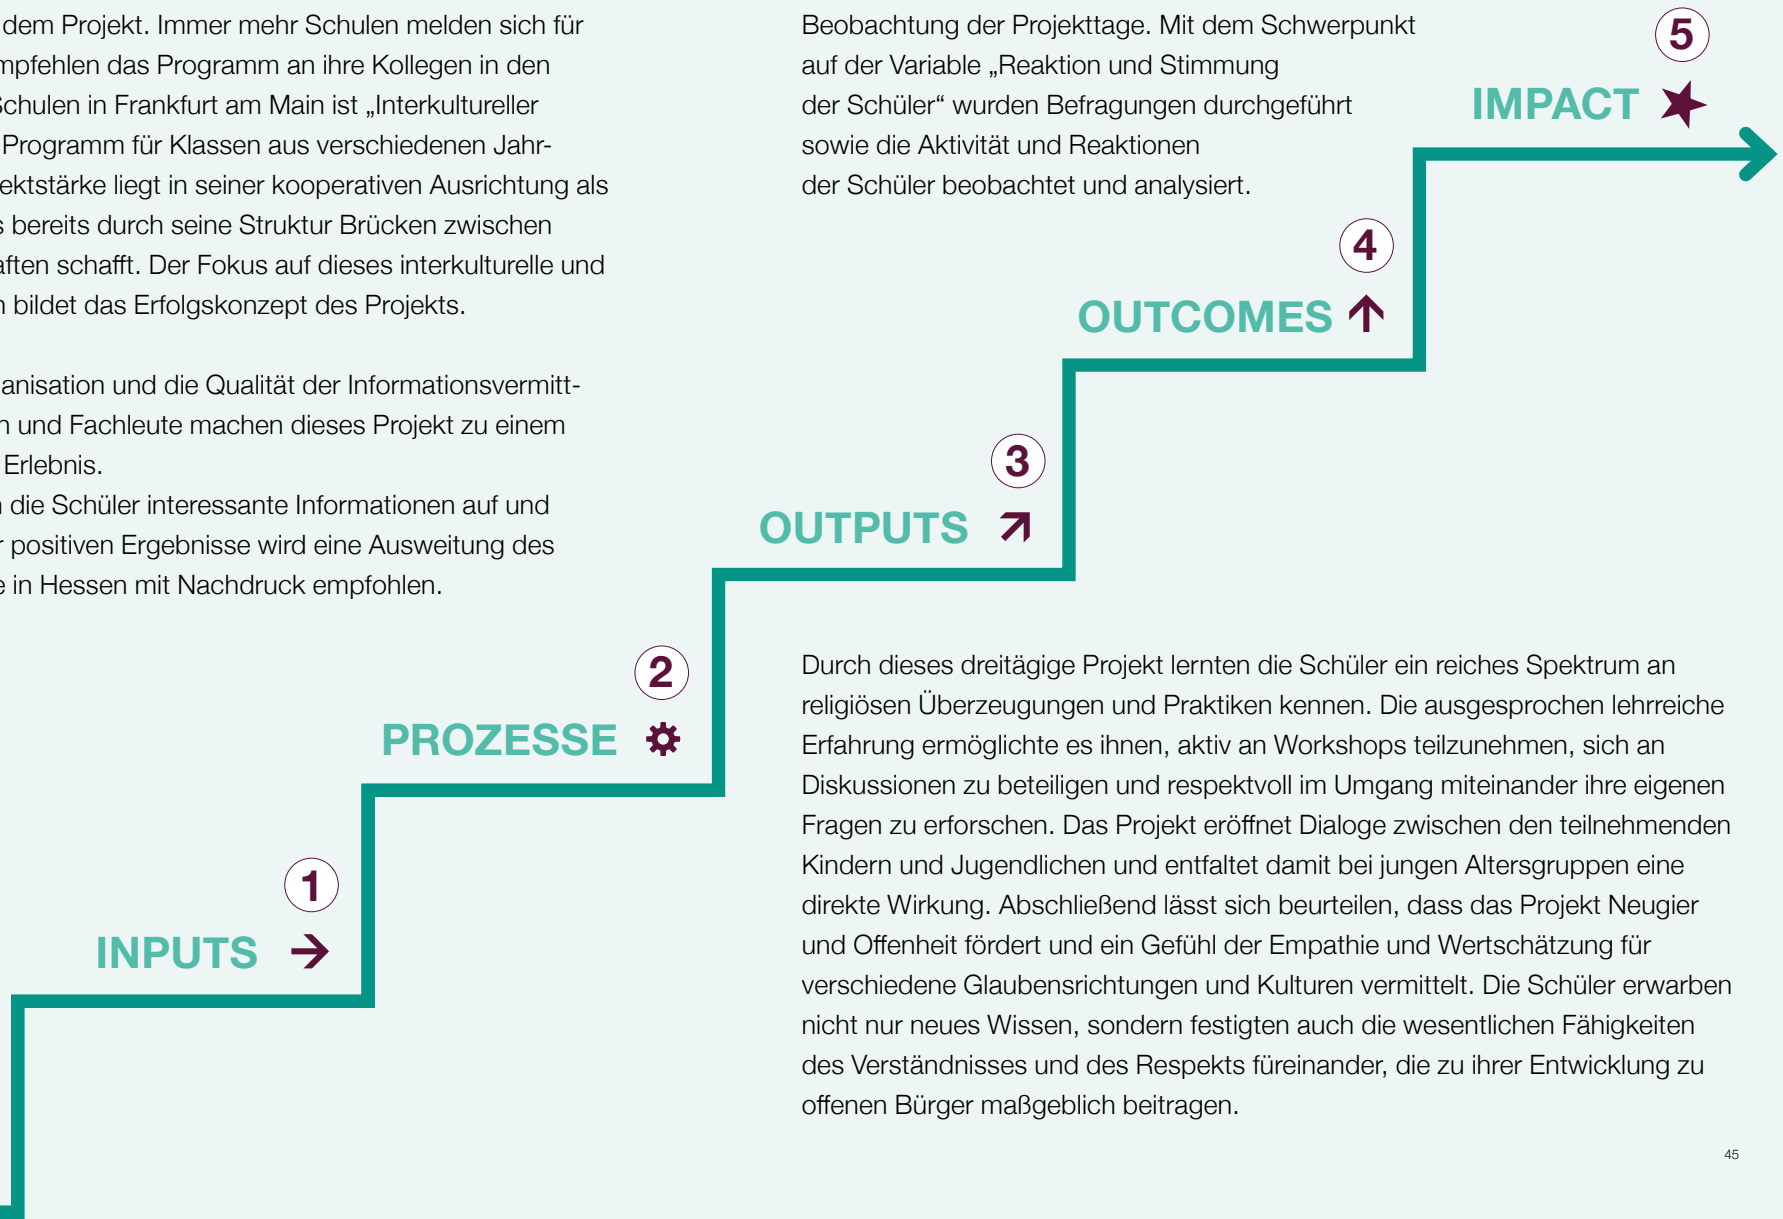 dem Projekt. Immer mehr Schulen melden sich für
mpfehlen das Programm an ihre Kollegen in den
Schulen in Frankfurt am Main ist „Interkultureller
Programm für Klassen aus verschiedenen Jahr-
ektstärke liegt in seiner kooperativen Ausrichtung als
s bereits durch seine Struktur Brücken zwischen
aften schafft. Der Fokus auf dieses interkulturelle und
n bildet das Erfolgskonzept des Projekts.
anisation und die Qualität der Informationsvermitt-
n und Fachleute machen dieses Projekt zu einem
Erlebnis.
n die Schüler interessante Informationen auf und
r positiven Ergebnisse wird eine Ausweitung des
e in Hessen mit Nachdruck empfohlen.
Beobachtung der Projekttage. Mit dem Schwerpunkt
auf der Variable „Reaktion und Stimmung
der Schüler“ wurden Befragungen durchgeführt
sowie die Aktivität und Reaktionen
der Schüler beobachtet und analysiert.
5
IMPACT
4
OUTCOMES
3
OUTPUTS
2
PROZESSE
1
INPUTS
Durch dieses dreitägige Projekt lernten die Schüler ein reiches Spektrum an
religiösen Überzeugungen und Praktiken kennen. Die ausgesprochen lehrreiche
Erfahrung ermöglichte es ihnen, aktiv an Workshops teilzunehmen, sich an
Diskussionen zu beteiligen und respektvoll im Umgang miteinander ihre eigenen
Fragen zu erforschen. Das Projekt eröffnet Dialoge zwischen den teilnehmenden
Kindern und Jugendlichen und entfaltet damit bei jungen Altersgruppen eine
direkte Wirkung. Abschließend lässt sich beurteilen, dass das Projekt Neugier
und Offenheit fördert und ein Gefühl der Empathie und Wertschätzung für
verschiedene Glaubensrichtungen und Kulturen vermittelt. Die Schüler erwarben
nicht nur neues Wissen, sondern festigten auch die wesentlichen Fähigkeiten
des Verständnisses und des Respekts füreinander, die zu ihrer Entwicklung zu
offenen Bürger maßgeblich beitragen.
45